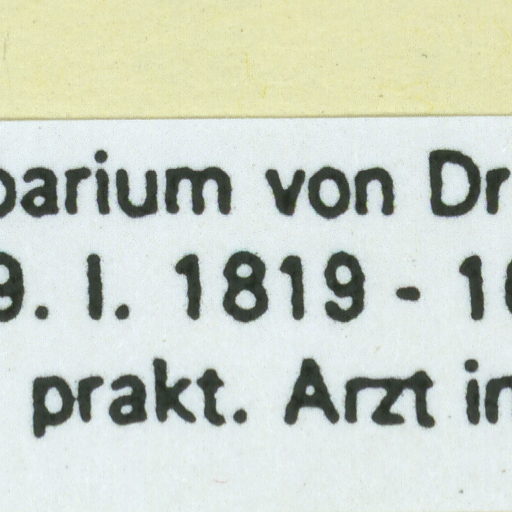 barium von Dr
9. I. 1819 - 1
prakt. Arzt in